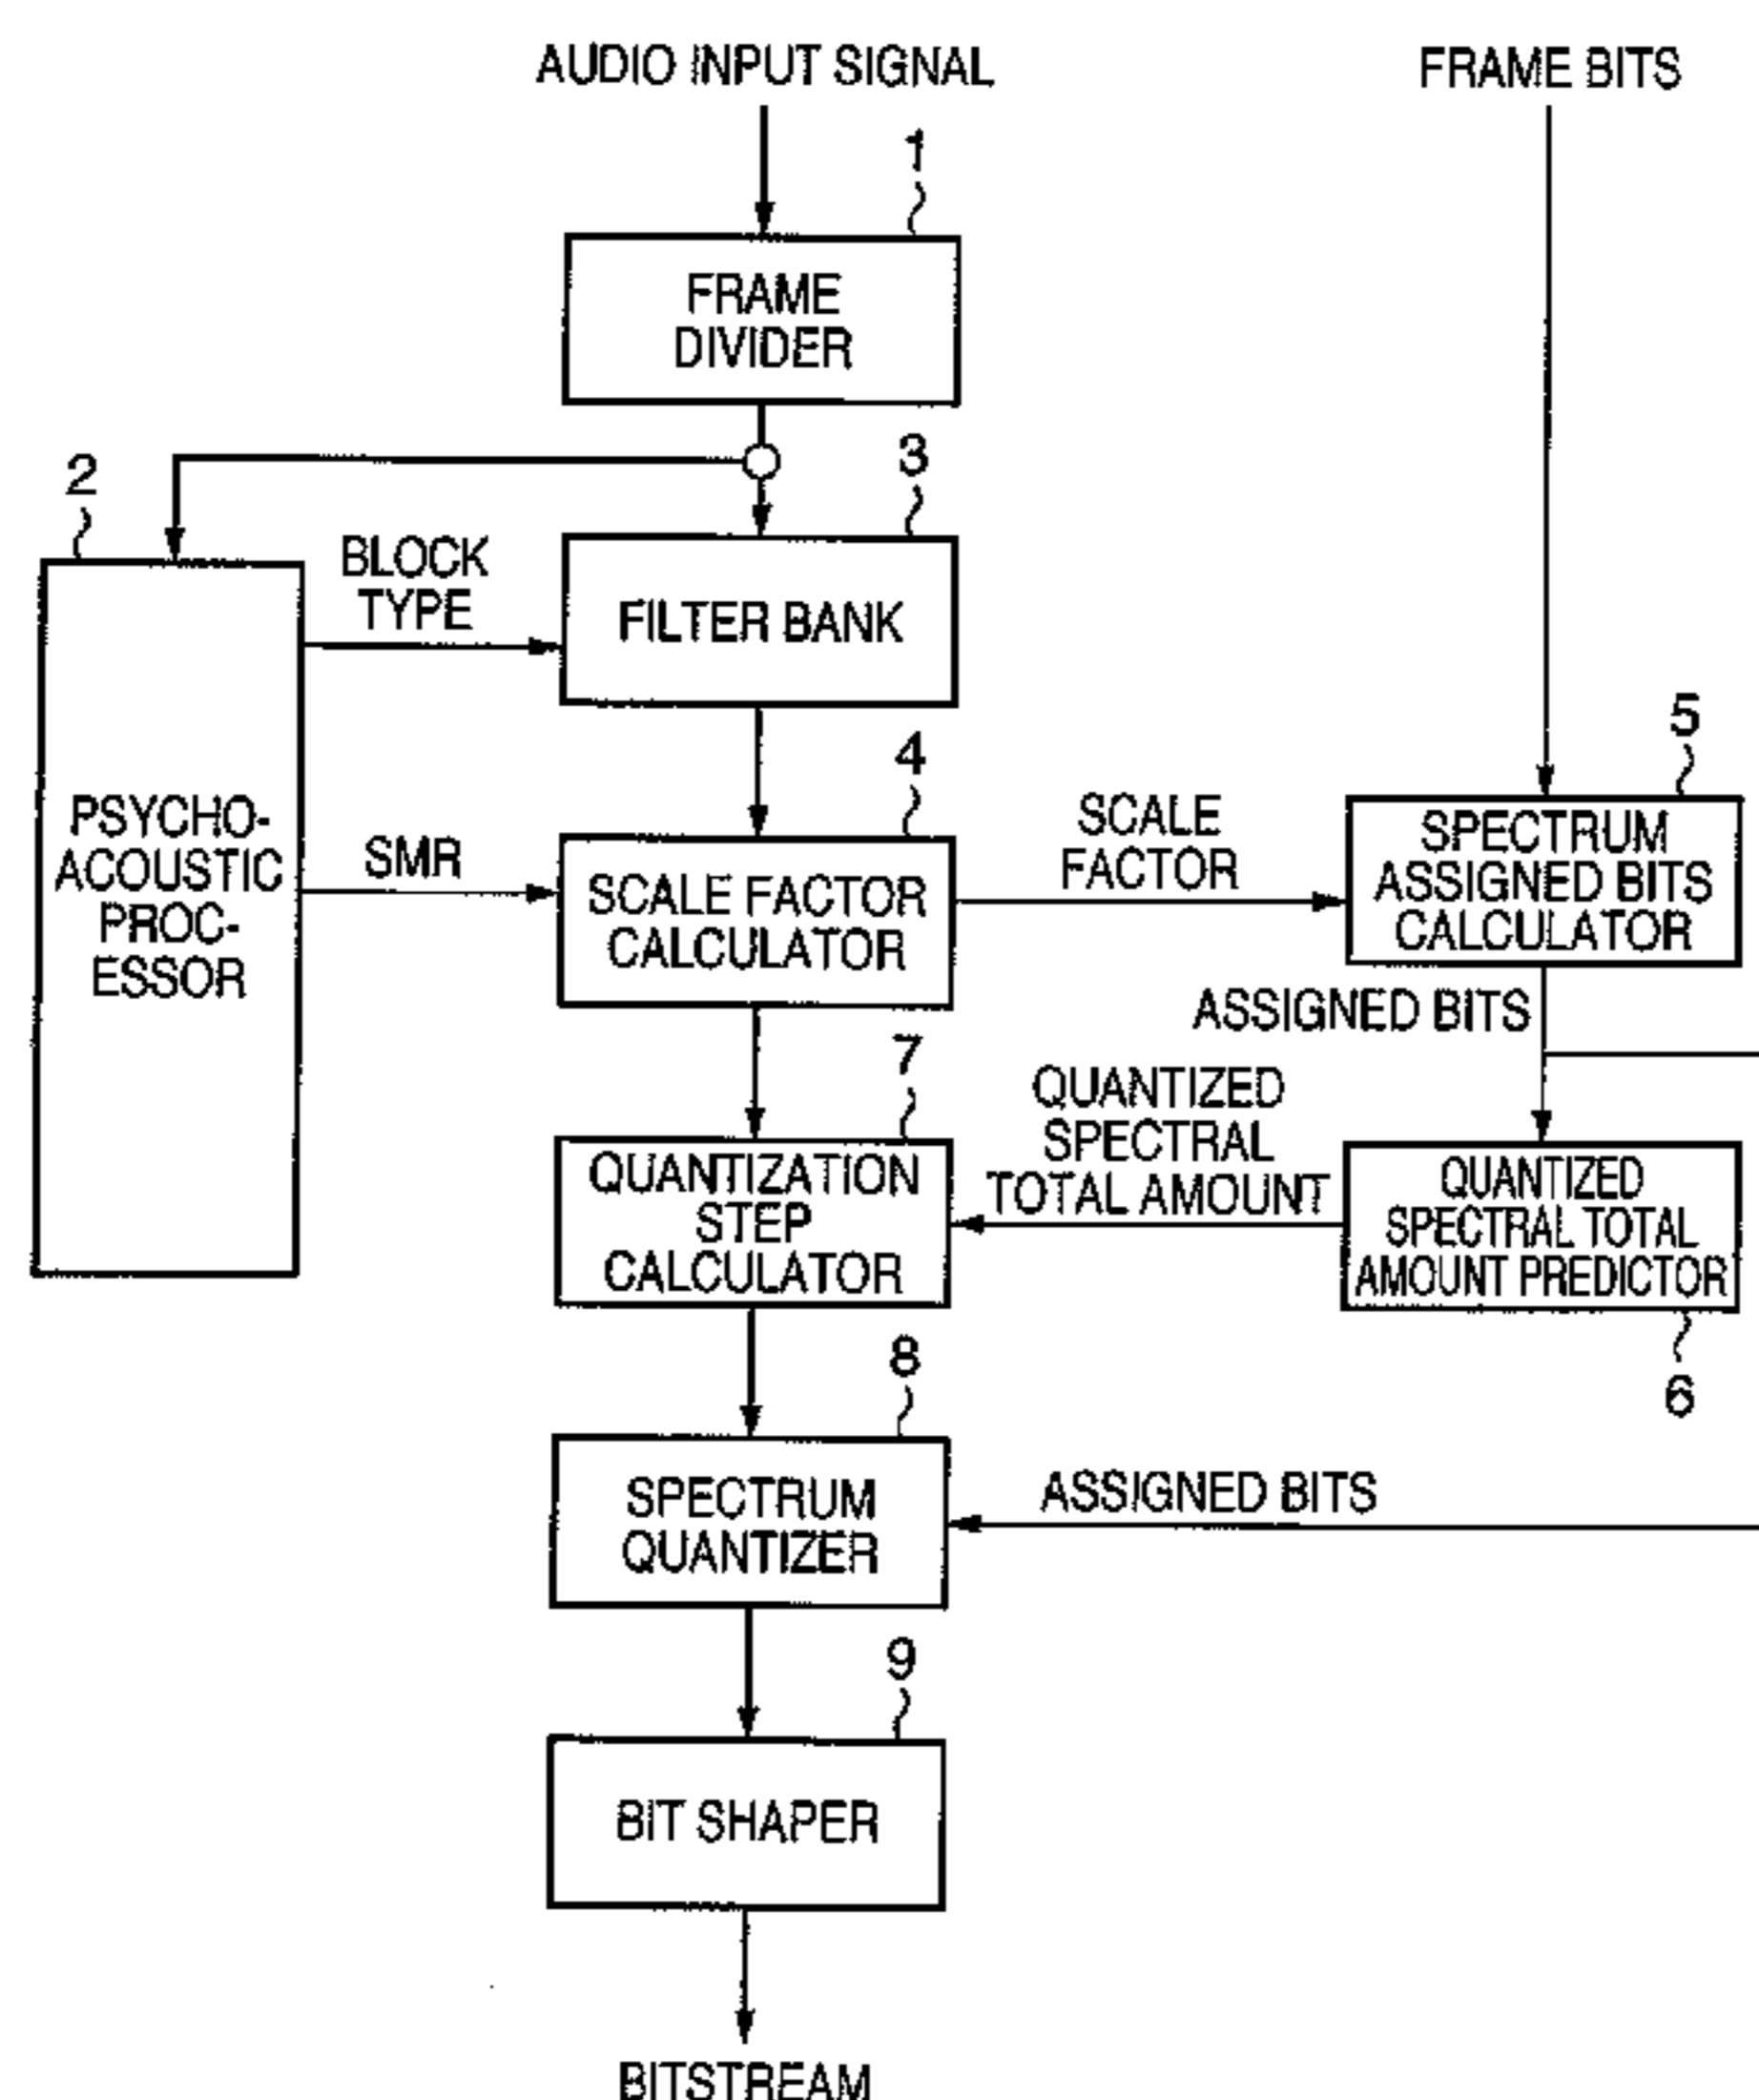 AUDIO INPUT SIGNAL
FRAME BITS
1
FRAME
DIVIDER
2
3
BLOCK
TYPE
FILTER BANK
PSYCHO-
ACOUSTIC
PROC-
ESSOR
SMR
4
SCALE FACTOR
CALCULATOR
SCALE
FACTOR
5
SPECTRUM
ASSIGNED BITS
CALCULATOR
ASSIGNED BITS
7
QUANTIZATION
STEP
CALCULATOR
QUANTIZED
SPECTRAL
TOTAL AMOUNT
QUANTIZED
SPECTRAL TOTAL
AMOUNT PREDICTOR
6
8
SPECTRUM
QUANTIZER
ASSIGNED BITS
9
BIT SHAPER
BITSTREAM